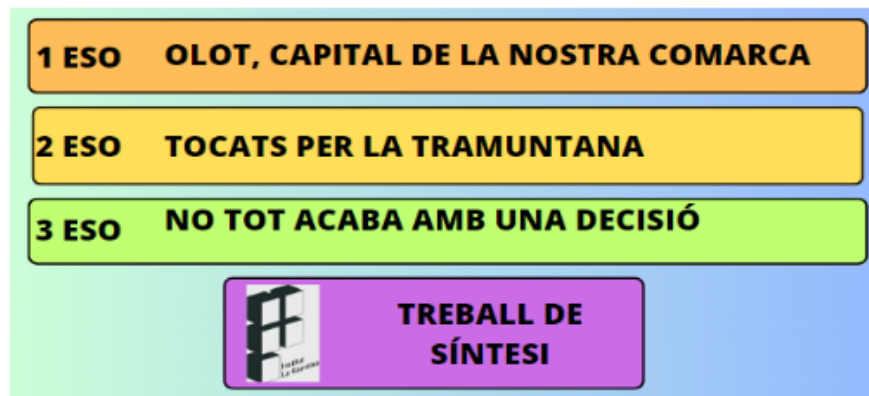 1 ESO OLOT, CAPITAL DE LA NOSTRA COMARCA
2 ESO TOCATS PER LA TRAMUNTANA
3 ESO NO TOT ACABA AMB UNA DECISIÓ
TREBALL DE
SÍNTESI
Institut